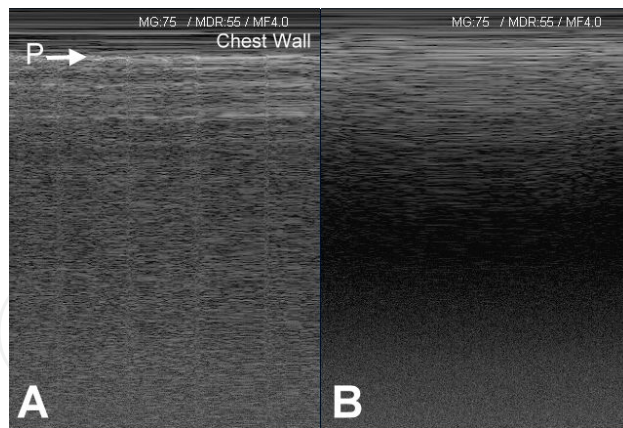 MG:75 / MDR:55 / MF4.0
Chest Wall
P
A
MG:75 / MDR:55 / MF4.0
B